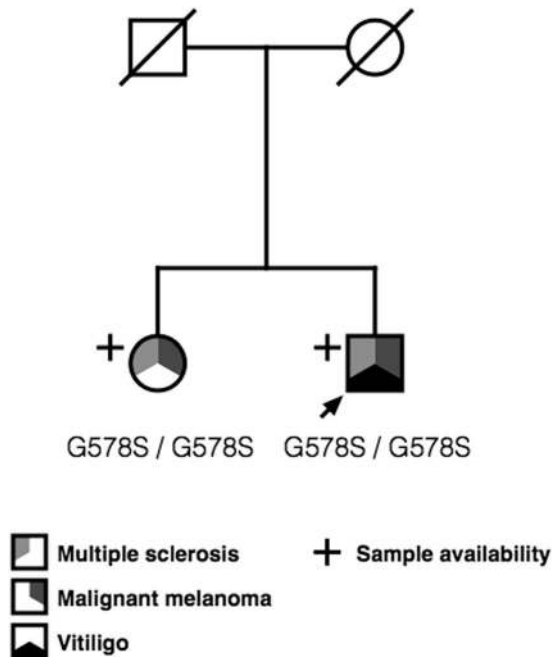 G578S / G578S G578S / G578S
Multiple sclerosis + Sample availability
Malignant melanoma
Vitiligo